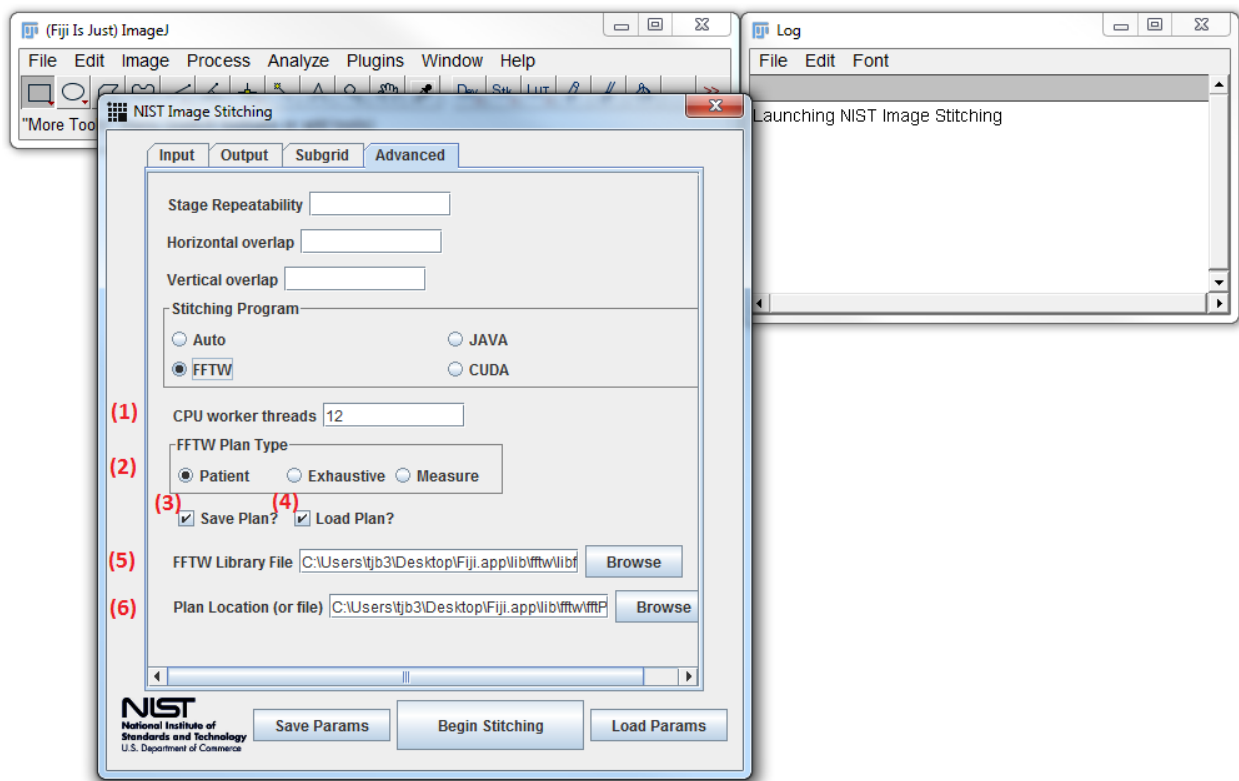 (Fiji Is Just) ImageJ
File Edit Image Process Analyze Plugins Window Help
Dev Stk LUT >>
"More Too
Log
File Edit Font
Launching NIST Image Stitching
NIST Image Stitching
Input Output Subgrid Advanced
Stage Repeatability
Horizontal overlap
Vertical overlap
Stitching Program
Auto JAVA
FFTW CUDA
(1) CPU worker threads 12
FFTW Plan Type
(2) Patient Exhaustive Measure
(3) Save Plan? (4) Load Plan?
(5) FFTW Library File C:\Users\tjb3\Desktop\Fiji.app\lib\fftw\libf Browse
(6) Plan Location (or file) C:\Users\tjb3\Desktop\Fiji.app\lib\fftw\fftP Browse
NIST
National Institute of
Standards and Technology
U.S. Department of Commerce
Save Params Begin Stitching Load Params